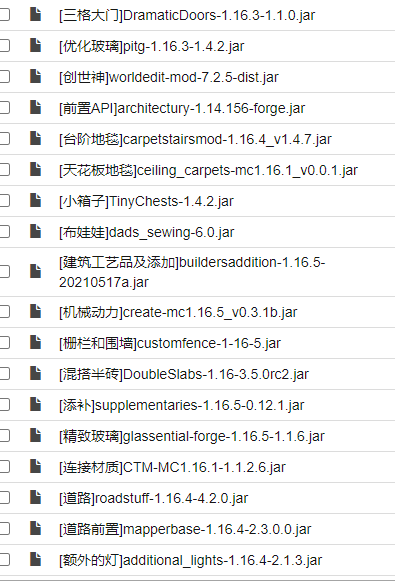 [三格大门]DramaticDoors-1.16.3-1.1.0.jar
[优化玻璃]pitg-1.16.3-1.4.2.jar
[创世神]worldedit-mod-7.2.5-dist.jar
[前置API]architectury-1.14.156-forge.jar
[台阶地毯]carpetstairsmod-1.16.4_v1.4.7.jar
[天花板地毯]ceiling_carpets-mc1.16.1_v0.0.1.jar
[小箱子]TinyChests-1.4.2.jar
[布娃娃]dads_sewing-6.0.jar
[建筑工艺品及添加]buildersaddition-1.16.5-
20210517a.jar
[机械动力]create-mc1.16.5_v0.3.1b.jar
[栅栏和围墙]customfence-1-16-5.jar
[混搭半砖]DoubleSlabs-1.16-3.5.0rc2.jar
[添补]supplementaries-1.16.5-0.12.1.jar
[精致玻璃]glassential-forge-1.16.5-1.1.6.jar
[连接材质]CTM-MC1.16.1-1.1.2.6.jar
[道路]roadstuff-1.16.4-4.2.0.jar
[道路前置]mapperbase-1.16.4-2.3.0.0.jar
[额外的灯]additional_lights-1.16.4-2.1.3.jar